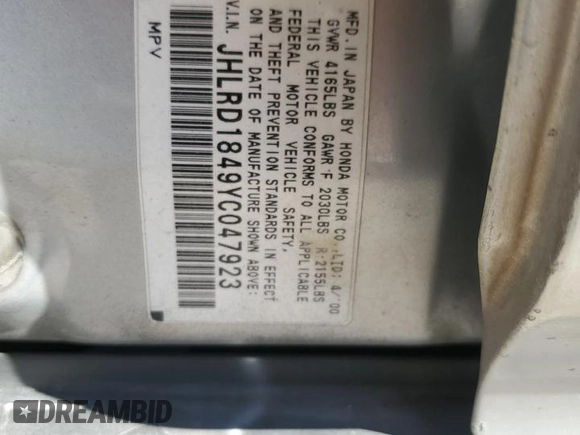 MFD. IN JAPAN BY HONDA MOTOR CO.,LTD: 4/'00
GVWR 4165LBS GAWR F 2030LBS R:2155LBS
THIS VEHICLE CONFORMS TO ALL APPLICABLE
FEDERAL MOTOR VEHICLE SAFETY,
AND THEFT PREVENTION STANDARDS IN EFFECT
ON THE DATE OF MANUFACTURE SHOWN ABOVE:
V.I.N. JHLRD1849YC047923
MPV
DREAMBID